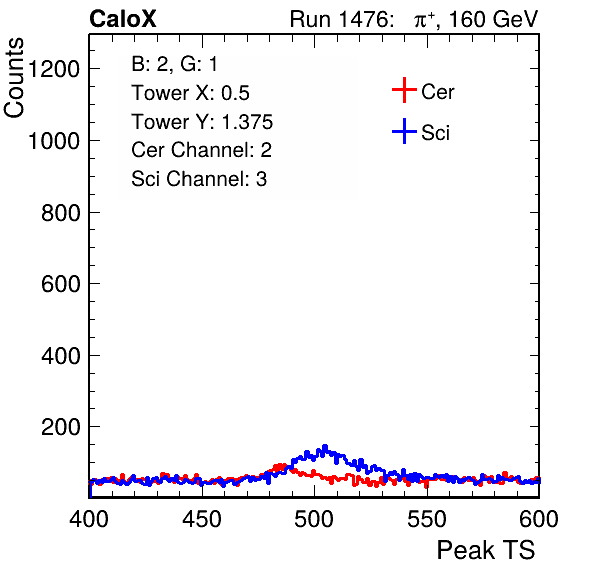 CaloX Run 1476: π⁺, 160 GeV
Counts
B: 2, G: 1
Tower X: 0.5
Tower Y: 1.375
Cer Channel: 2
Sci Channel: 3
Cer
Sci
1200
1000
800
600
400
200
400 450 500 550 600
Peak TS